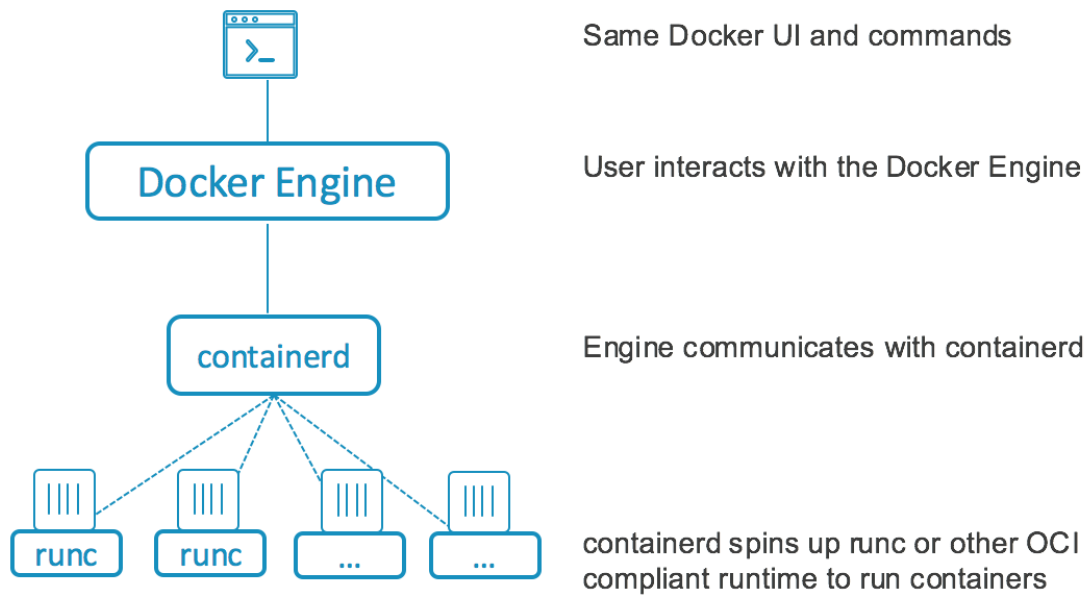 >_
Same Docker UI and commands
Docker Engine
User interacts with the Docker Engine
containerd
Engine communicates with containerd
runc
runc
...
...
containerd spins up runc or other OCI
compliant runtime to run containers